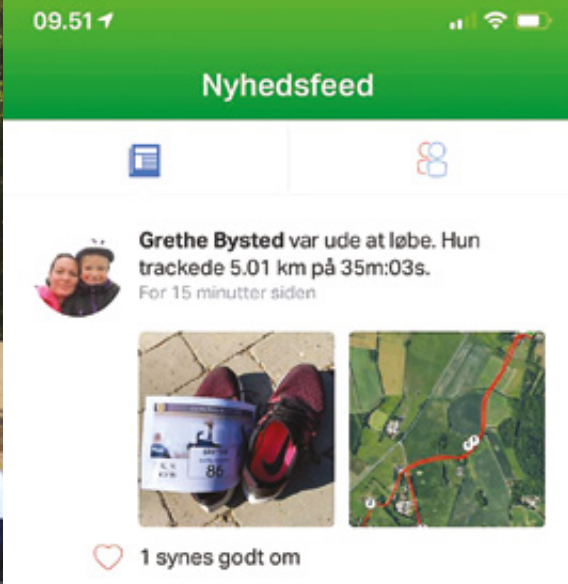 09.51
Nyhedsfeed
Grethe Bysted var ude at løbe. Hun
trackede 5.01 km på 35m:03s.
For 15 minutter siden
86
1 synes godt om